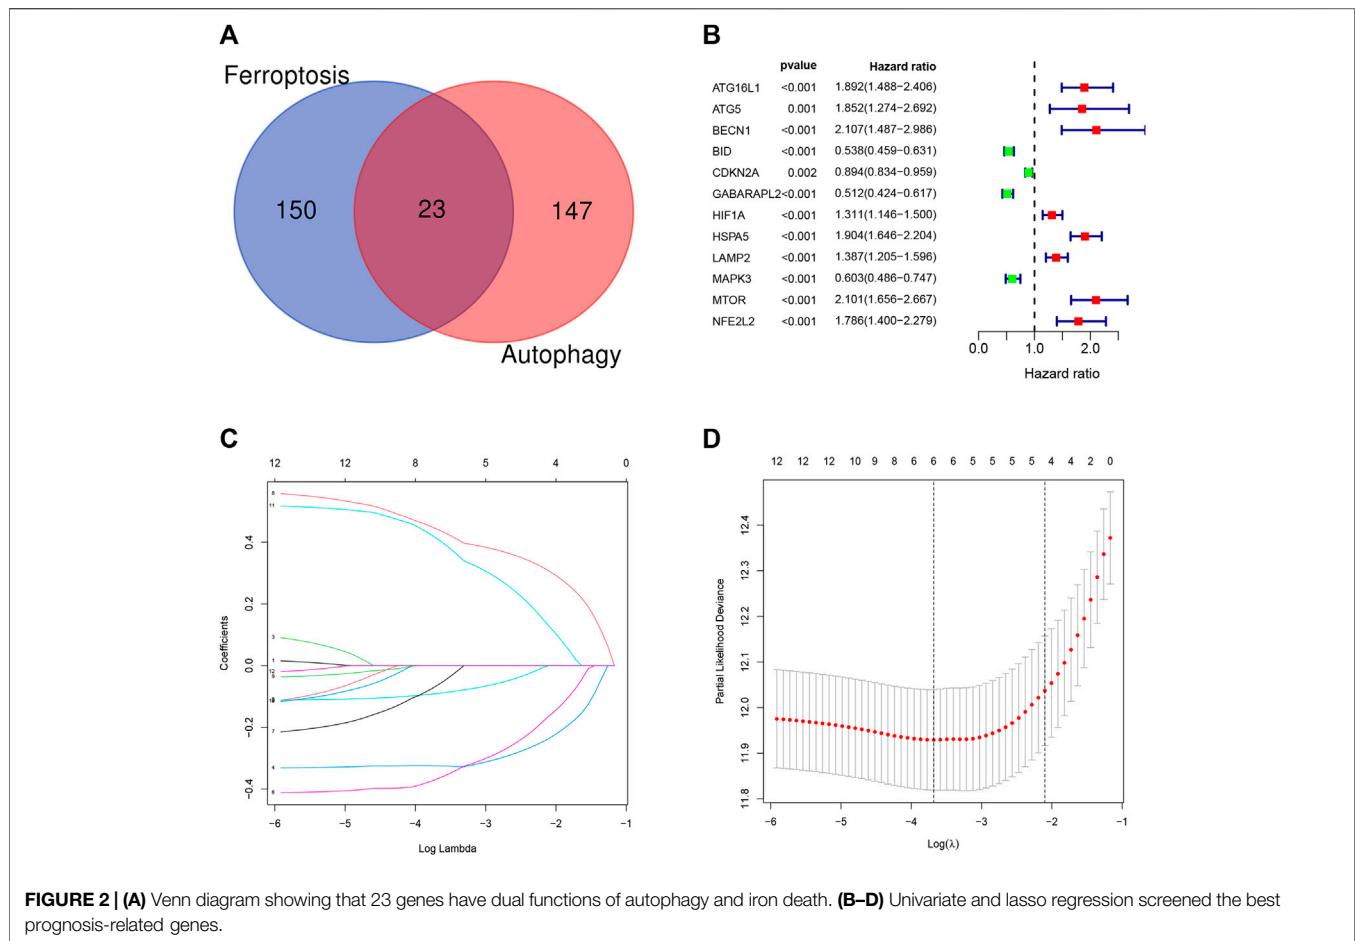 A
Ferroptosis
150
23
147
Autophagy
B
pvalue Hazard ratio
ATG16L1 <0.001 1.892(1.488−2.406)
ATG5 0.001 1.852(1.274−2.692)
BECN1 <0.001 2.107(1.487−2.986)
BID <0.001 0.538(0.459−0.631)
CDKN2A 0.002 0.894(0.834−0.959)
GABARAPL2 <0.001 0.512(0.424−0.617)
HIF1A <0.001 1.311(1.146−1.500)
HSPA5 <0.001 1.904(1.646−2.204)
LAMP2 <0.001 1.387(1.205−1.596)
MAPK3 <0.001 0.603(0.486−0.747)
MTOR <0.001 2.101(1.656−2.667)
NFE2L2 <0.001 1.786(1.400−2.279)
0.0 1.0 2.0
Hazard ratio
C
12 12 8 5 6 0
Coefficients
0.4
0.2
0.0
−0.2
−0.4
8
11
3
1
12
5
7
4
6
−6 −5 −4 −3 −2 −1
Log Lambda
D
12 12 12 10 9 8 6 6 6 5 5 5 5 4 4 2 0
Partial Likelihood Deviance
12.4
12.3
12.2
12.1
12.0
11.9
11.8
−6 −5 −4 −3 −2 −1
Log(λ)
FIGURE 2 | (A) Venn diagram showing that 23 genes have dual functions of autophagy and iron death. (B–D) Univariate and lasso regression screened the best
prognosis-related genes.